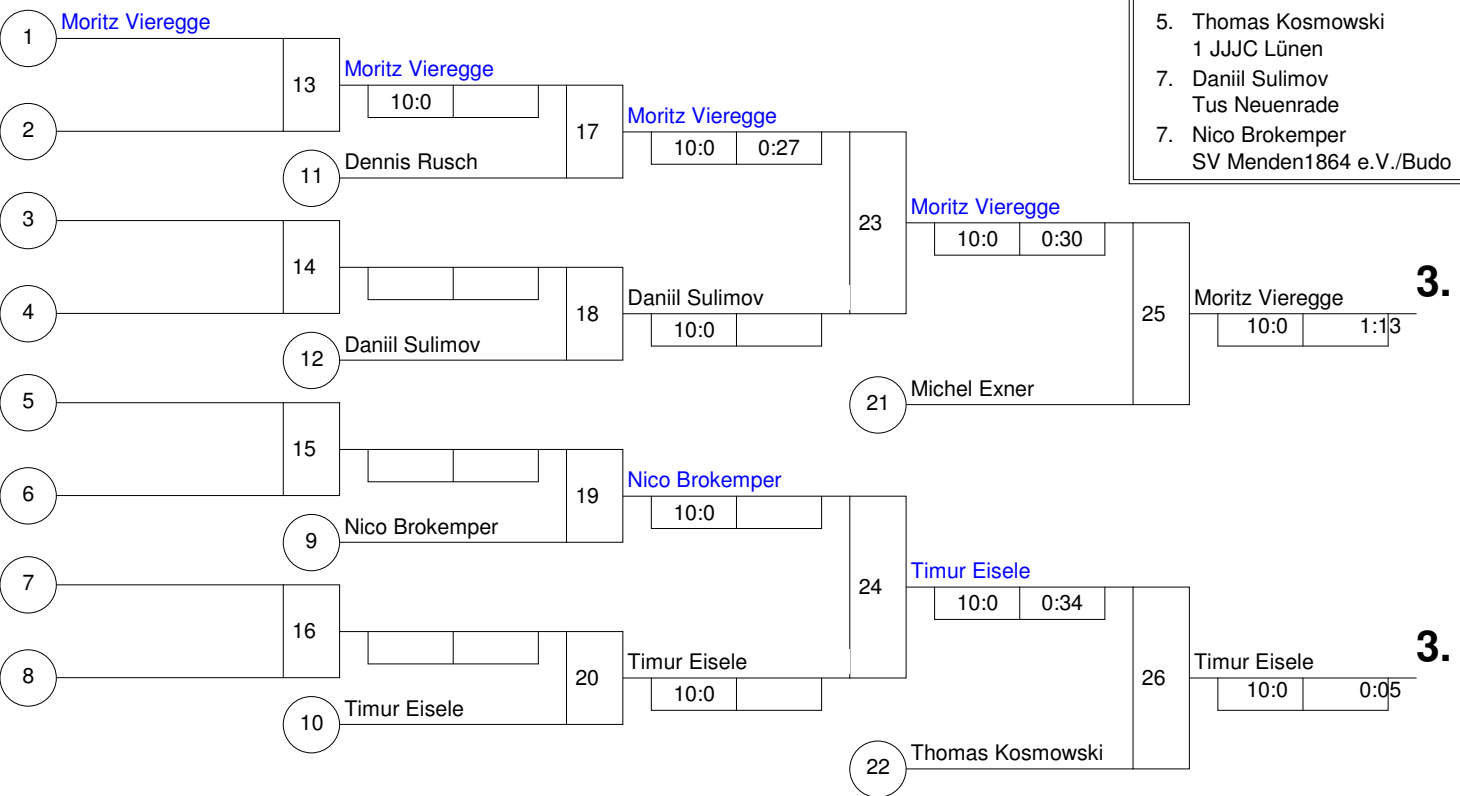 5. Thomas Kosmowski
1 JJJC Lünen
7. Daniil Sulimov
Tus Neuenrade
7. Nico Brokemper
SV Menden1864 e.V./Budo
1 Moritz Vieregge
13 Moritz Vieregge
10:0
2
17 Moritz Vieregge
10:0 0:27
11 Dennis Rusch
3
23 Moritz Vieregge
10:0 0:30
14
4
18 Daniil Sulimov
10:0
12 Daniil Sulimov
25 Moritz Vieregge 3.
10:0 1:13
21 Michel Exner
5
15
6
19 Nico Brokemper
10:0
9 Nico Brokemper
7
24 Timur Eisele
10:0 0:34
16
8
20 Timur Eisele
10:0
10 Timur Eisele
26 Timur Eisele 3.
10:0 0:05
22 Thomas Kosmowski